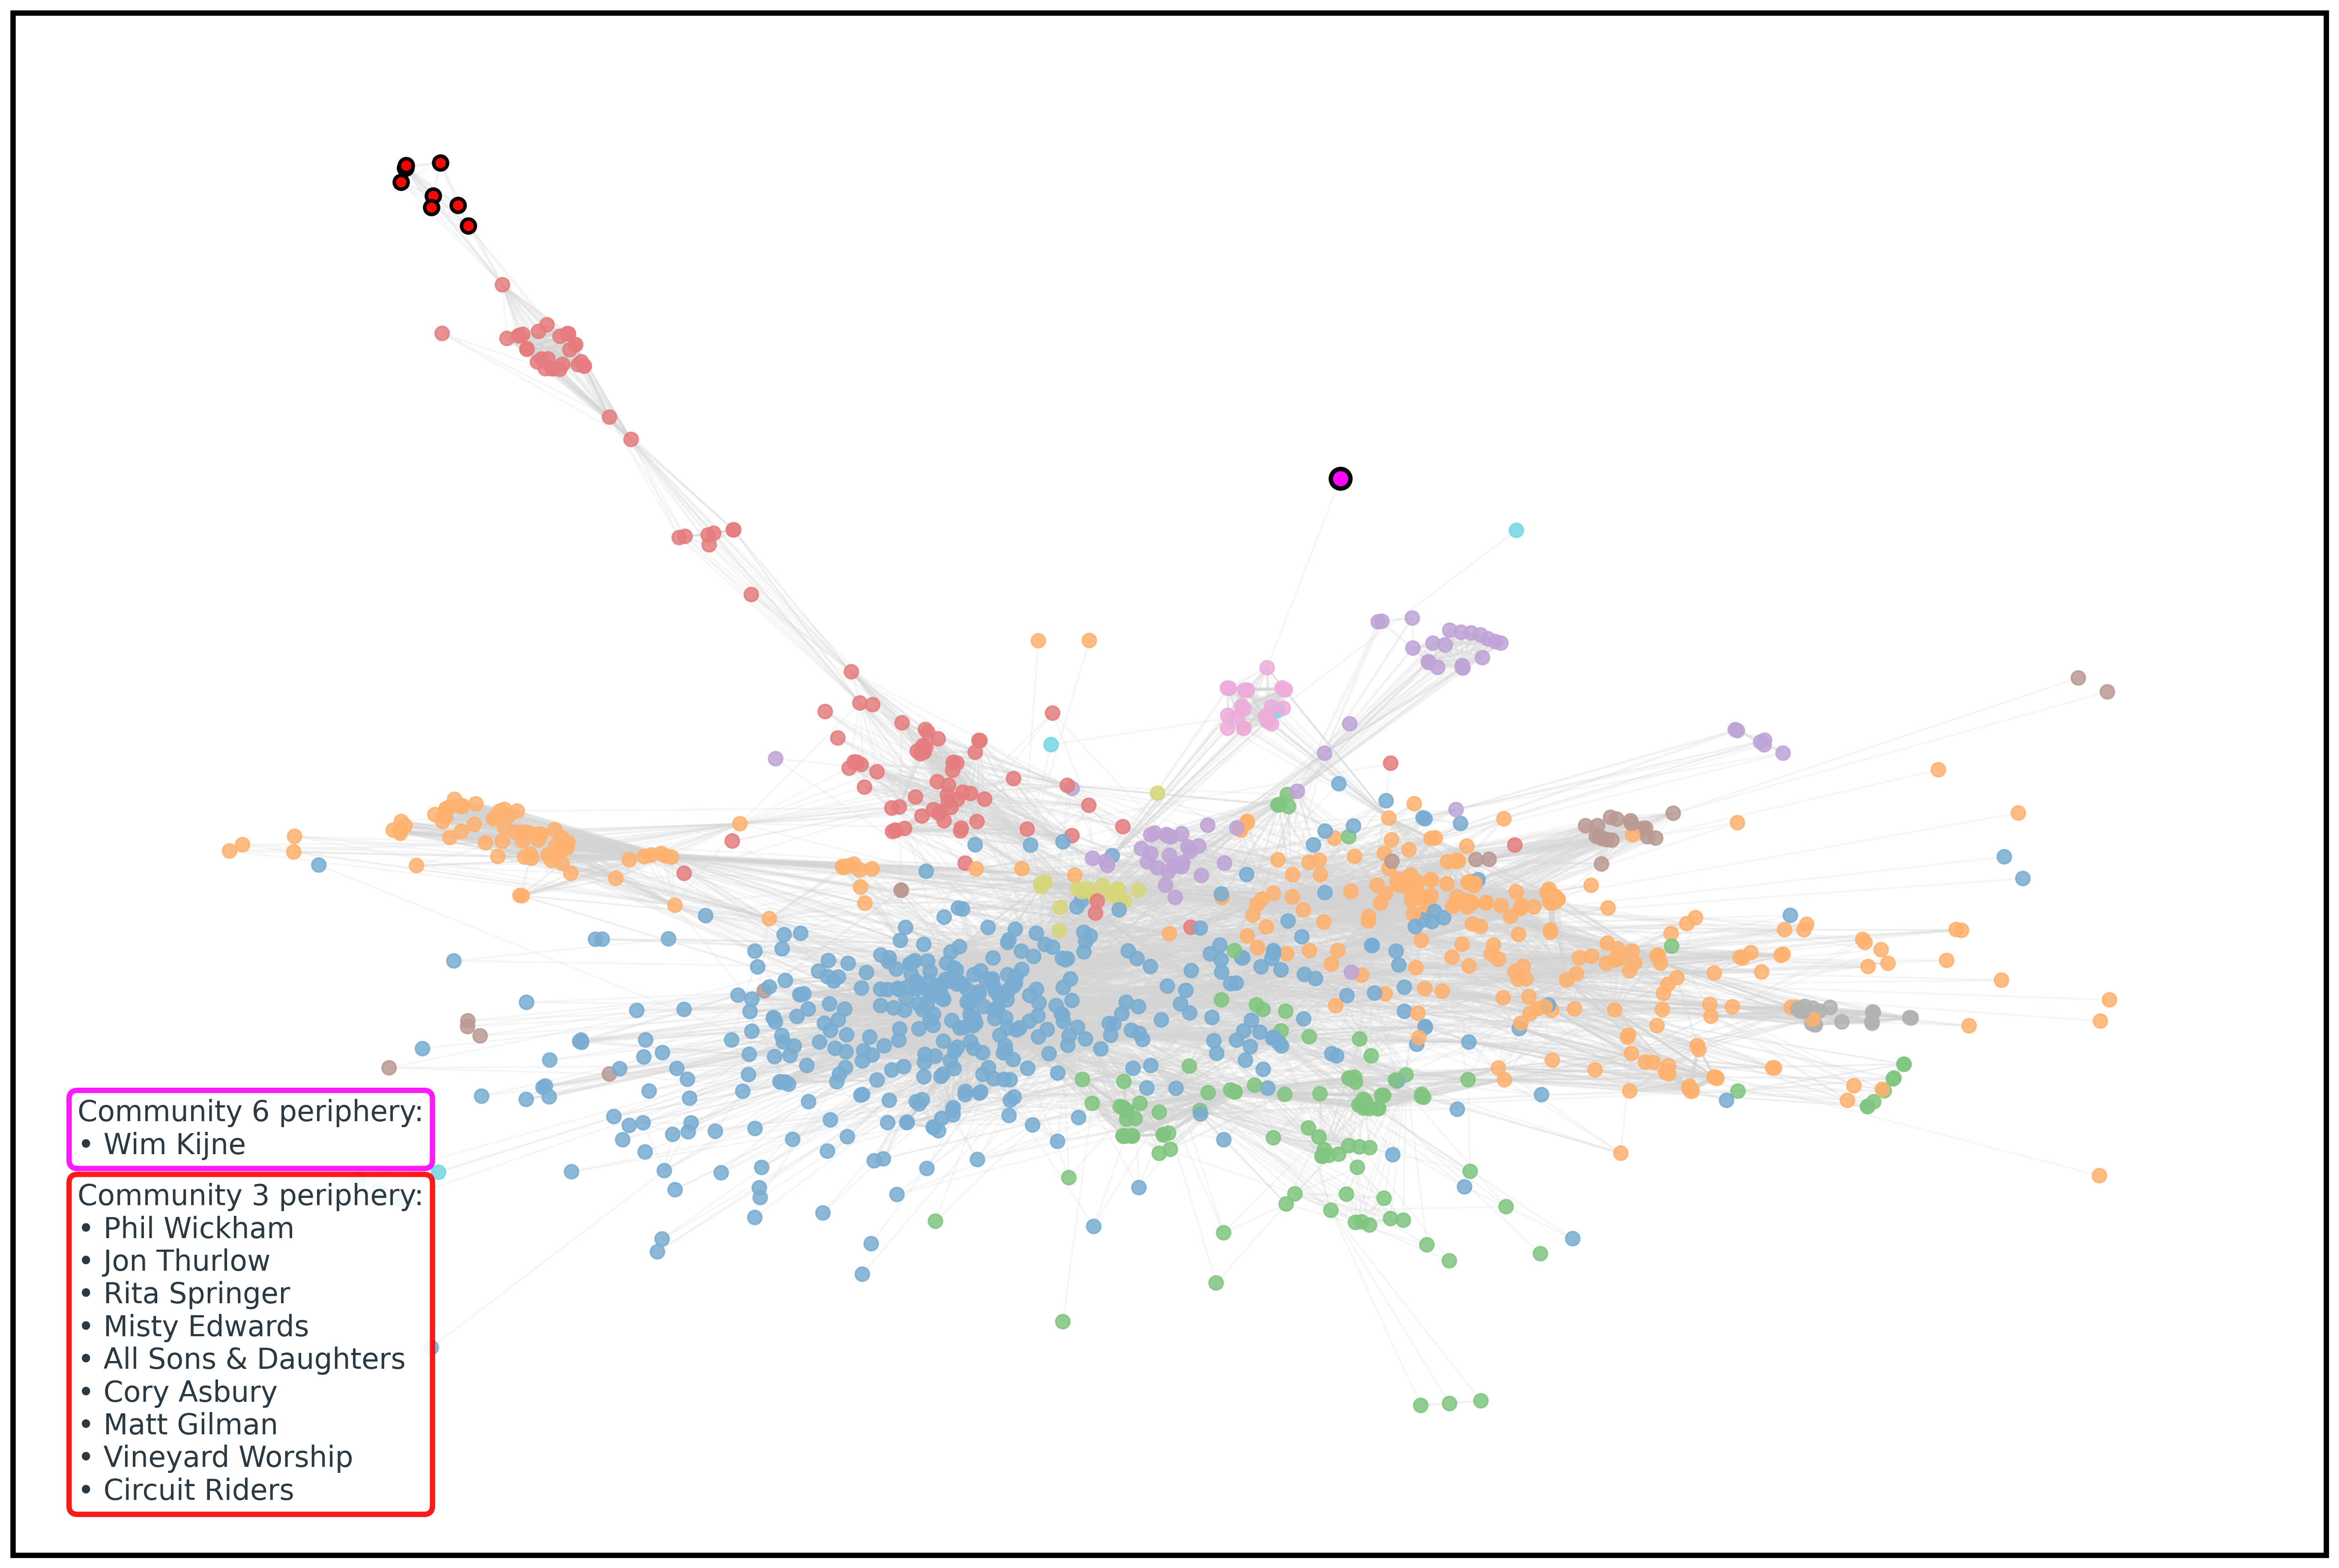 Community 6 periphery:
• Wim Kijne
Community 3 periphery:
• Phil Wickham
• Jon Thurlow
• Rita Springer
• Misty Edwards
• All Sons & Daughters
• Cory Asbury
• Matt Gilman
• Vineyard Worship
• Circuit Riders